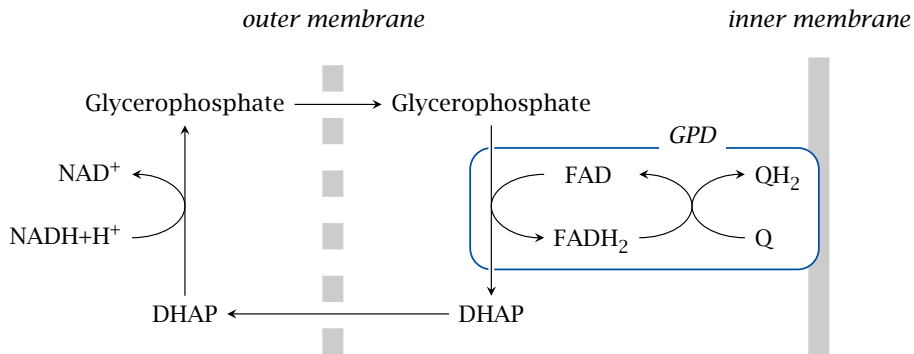 outer membrane
inner membrane
Glycerophosphate
Glycerophosphate
GPD
NAD⁺
FAD
QH₂
NADH+H⁺
FADH₂
Q
DHAP
DHAP